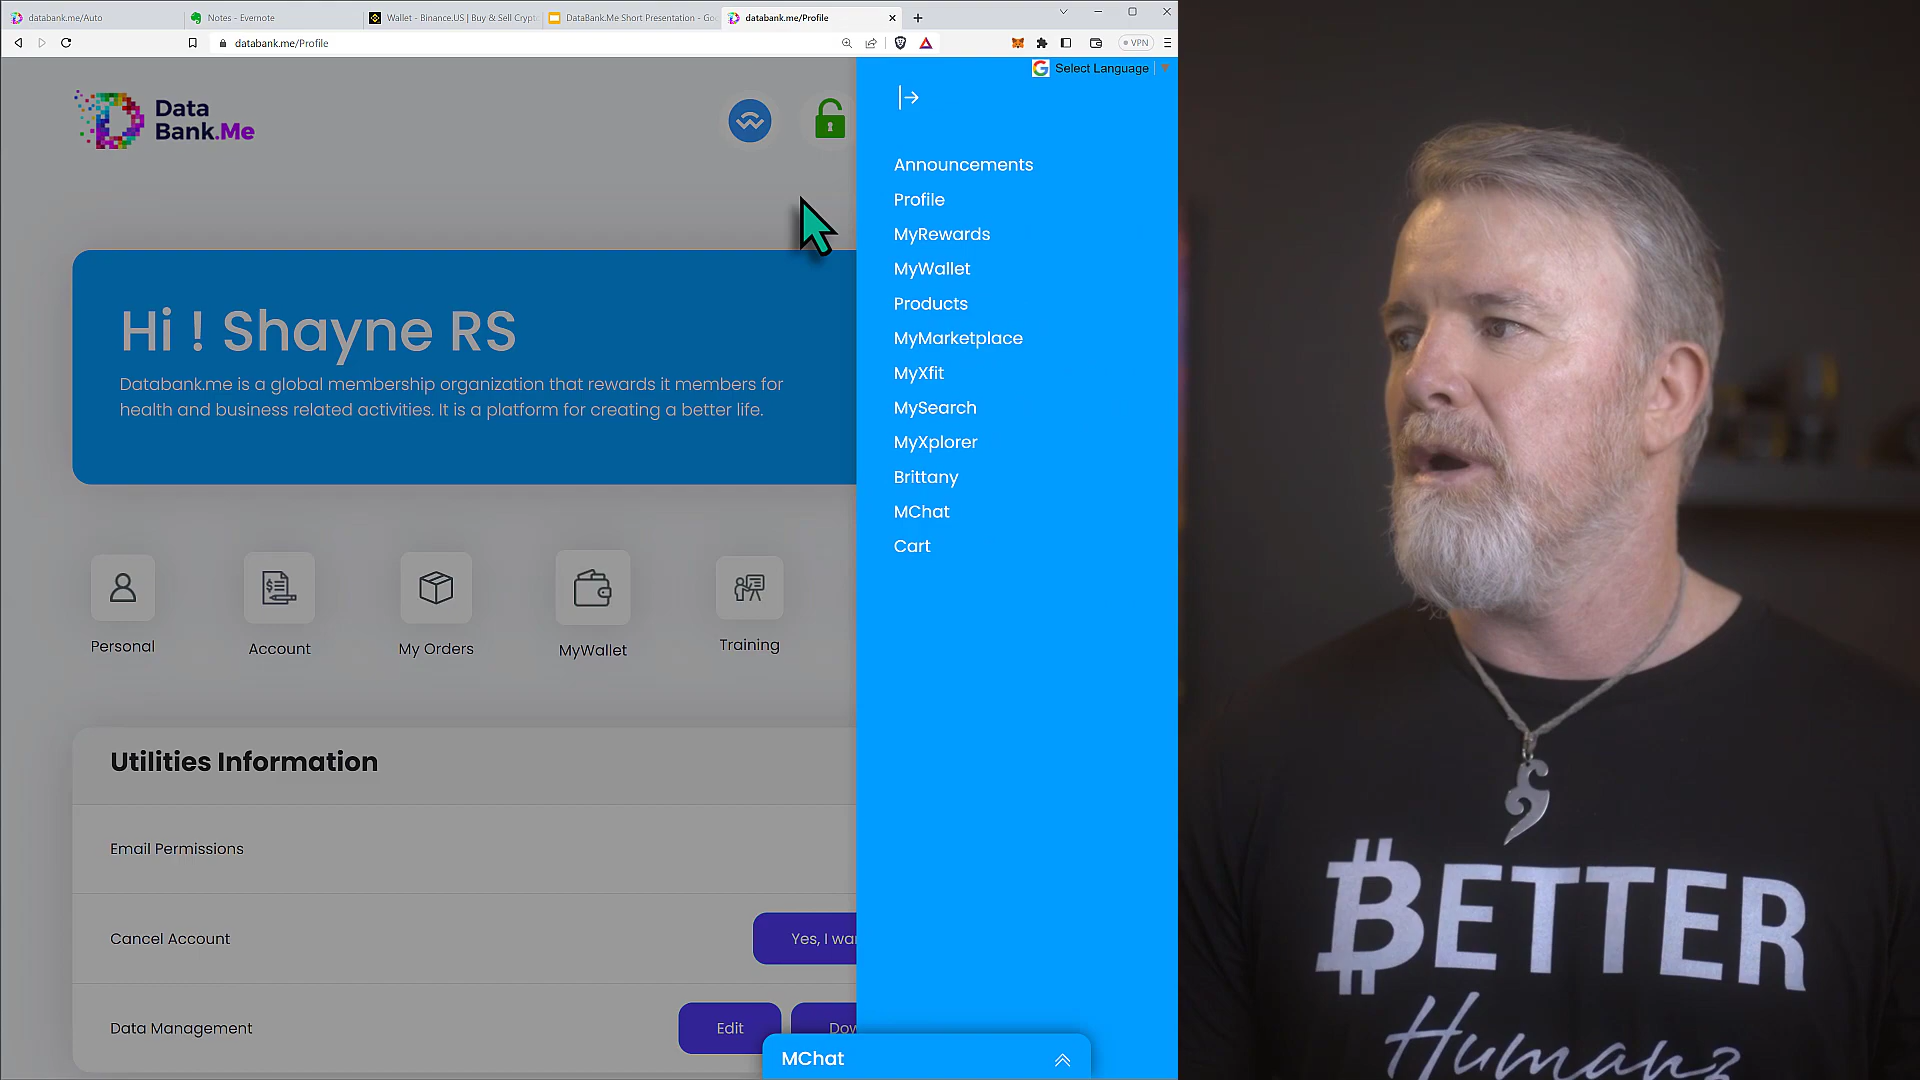 databank.me/Auto
Notes - Evernote
Wallet - Binance.US | Buy & Sell Crypt
DataBank.Me Short Presentation - Goo
databank.me/Profile
databank.me/Profile
VPN
Select Language
Data
Bank.Me
Announcements
Profile
MyRewards
MyWallet
Products
MyMarketplace
MyXfit
MySearch
MyXplorer
Brittany
MChat
Cart
Hi ! Shayne RS
Databank.me is a global membership organization that rewards it members for
health and business related activities. It is a platform for creating a better life.
Personal
Account
My Orders
MyWallet
Training
Utilities Information
Email Permissions
Cancel Account
Yes, I wa
Data Management
Edit
Dow
MChat
BETTER
Humanz